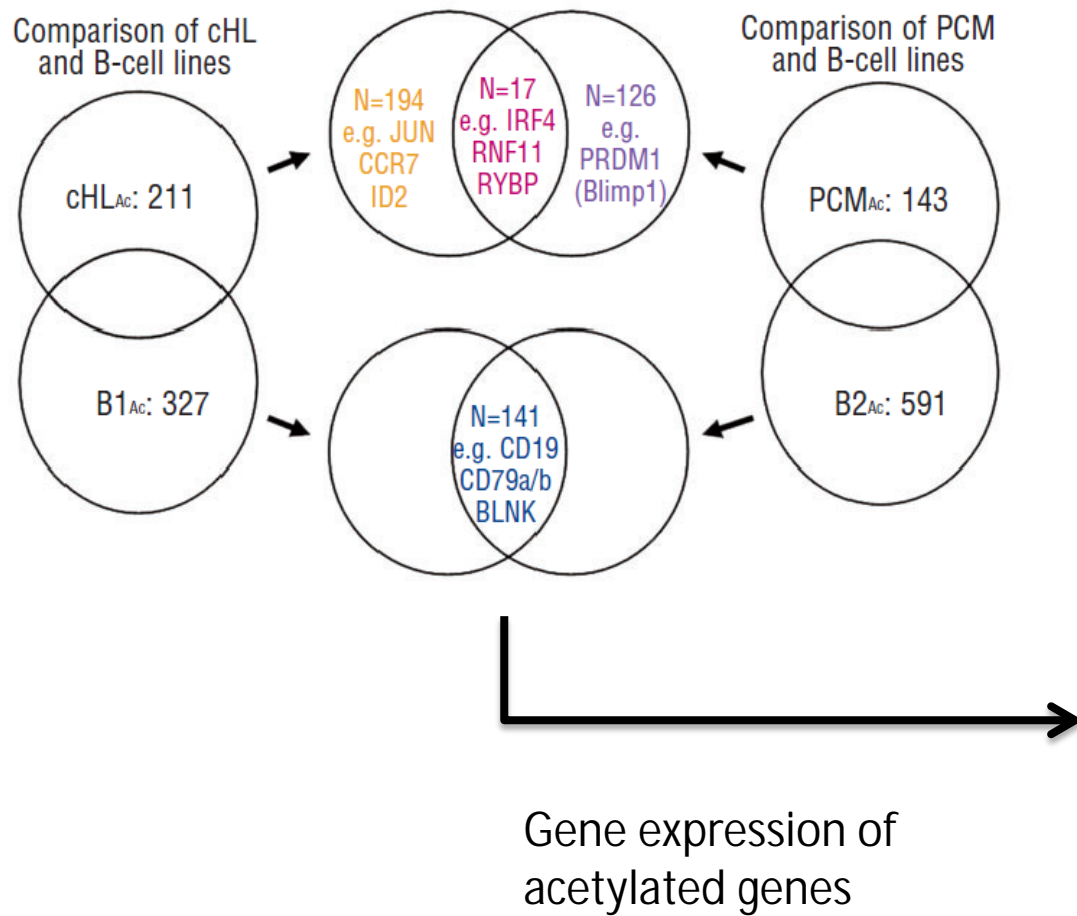 Comparison of cHL
and B-cell lines
cHLAc: 211
B1Ac: 327
N=194
e.g. JUN
CCR7
ID2
N=17
e.g. IRF4
RNF11
RYBP
N=126
e.g.
PRDM1
(Blimp1)
N=141
e.g. CD19
CD79a/b
BLNK
Comparison of PCM
and B-cell lines
PCMAc: 143
B2Ac: 591
Gene expression of
acetylated genes